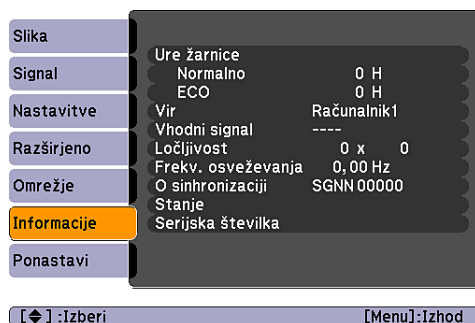 Slika
Signal
Nastavitve
Razširjeno
Omrežje
Informacije
Ponastavi
Ure žarnice
Normalno 0 H
ECO 0 H
Vir Računalnik1
Vhodni signal ----
Ločljivost 0 x 0
Frekv. osveževanja 0,00 Hz
O sinhronizaciji SGNN 00000
Stanje
Serijska številka
[◆] :Izberi [Menu]:Izhod